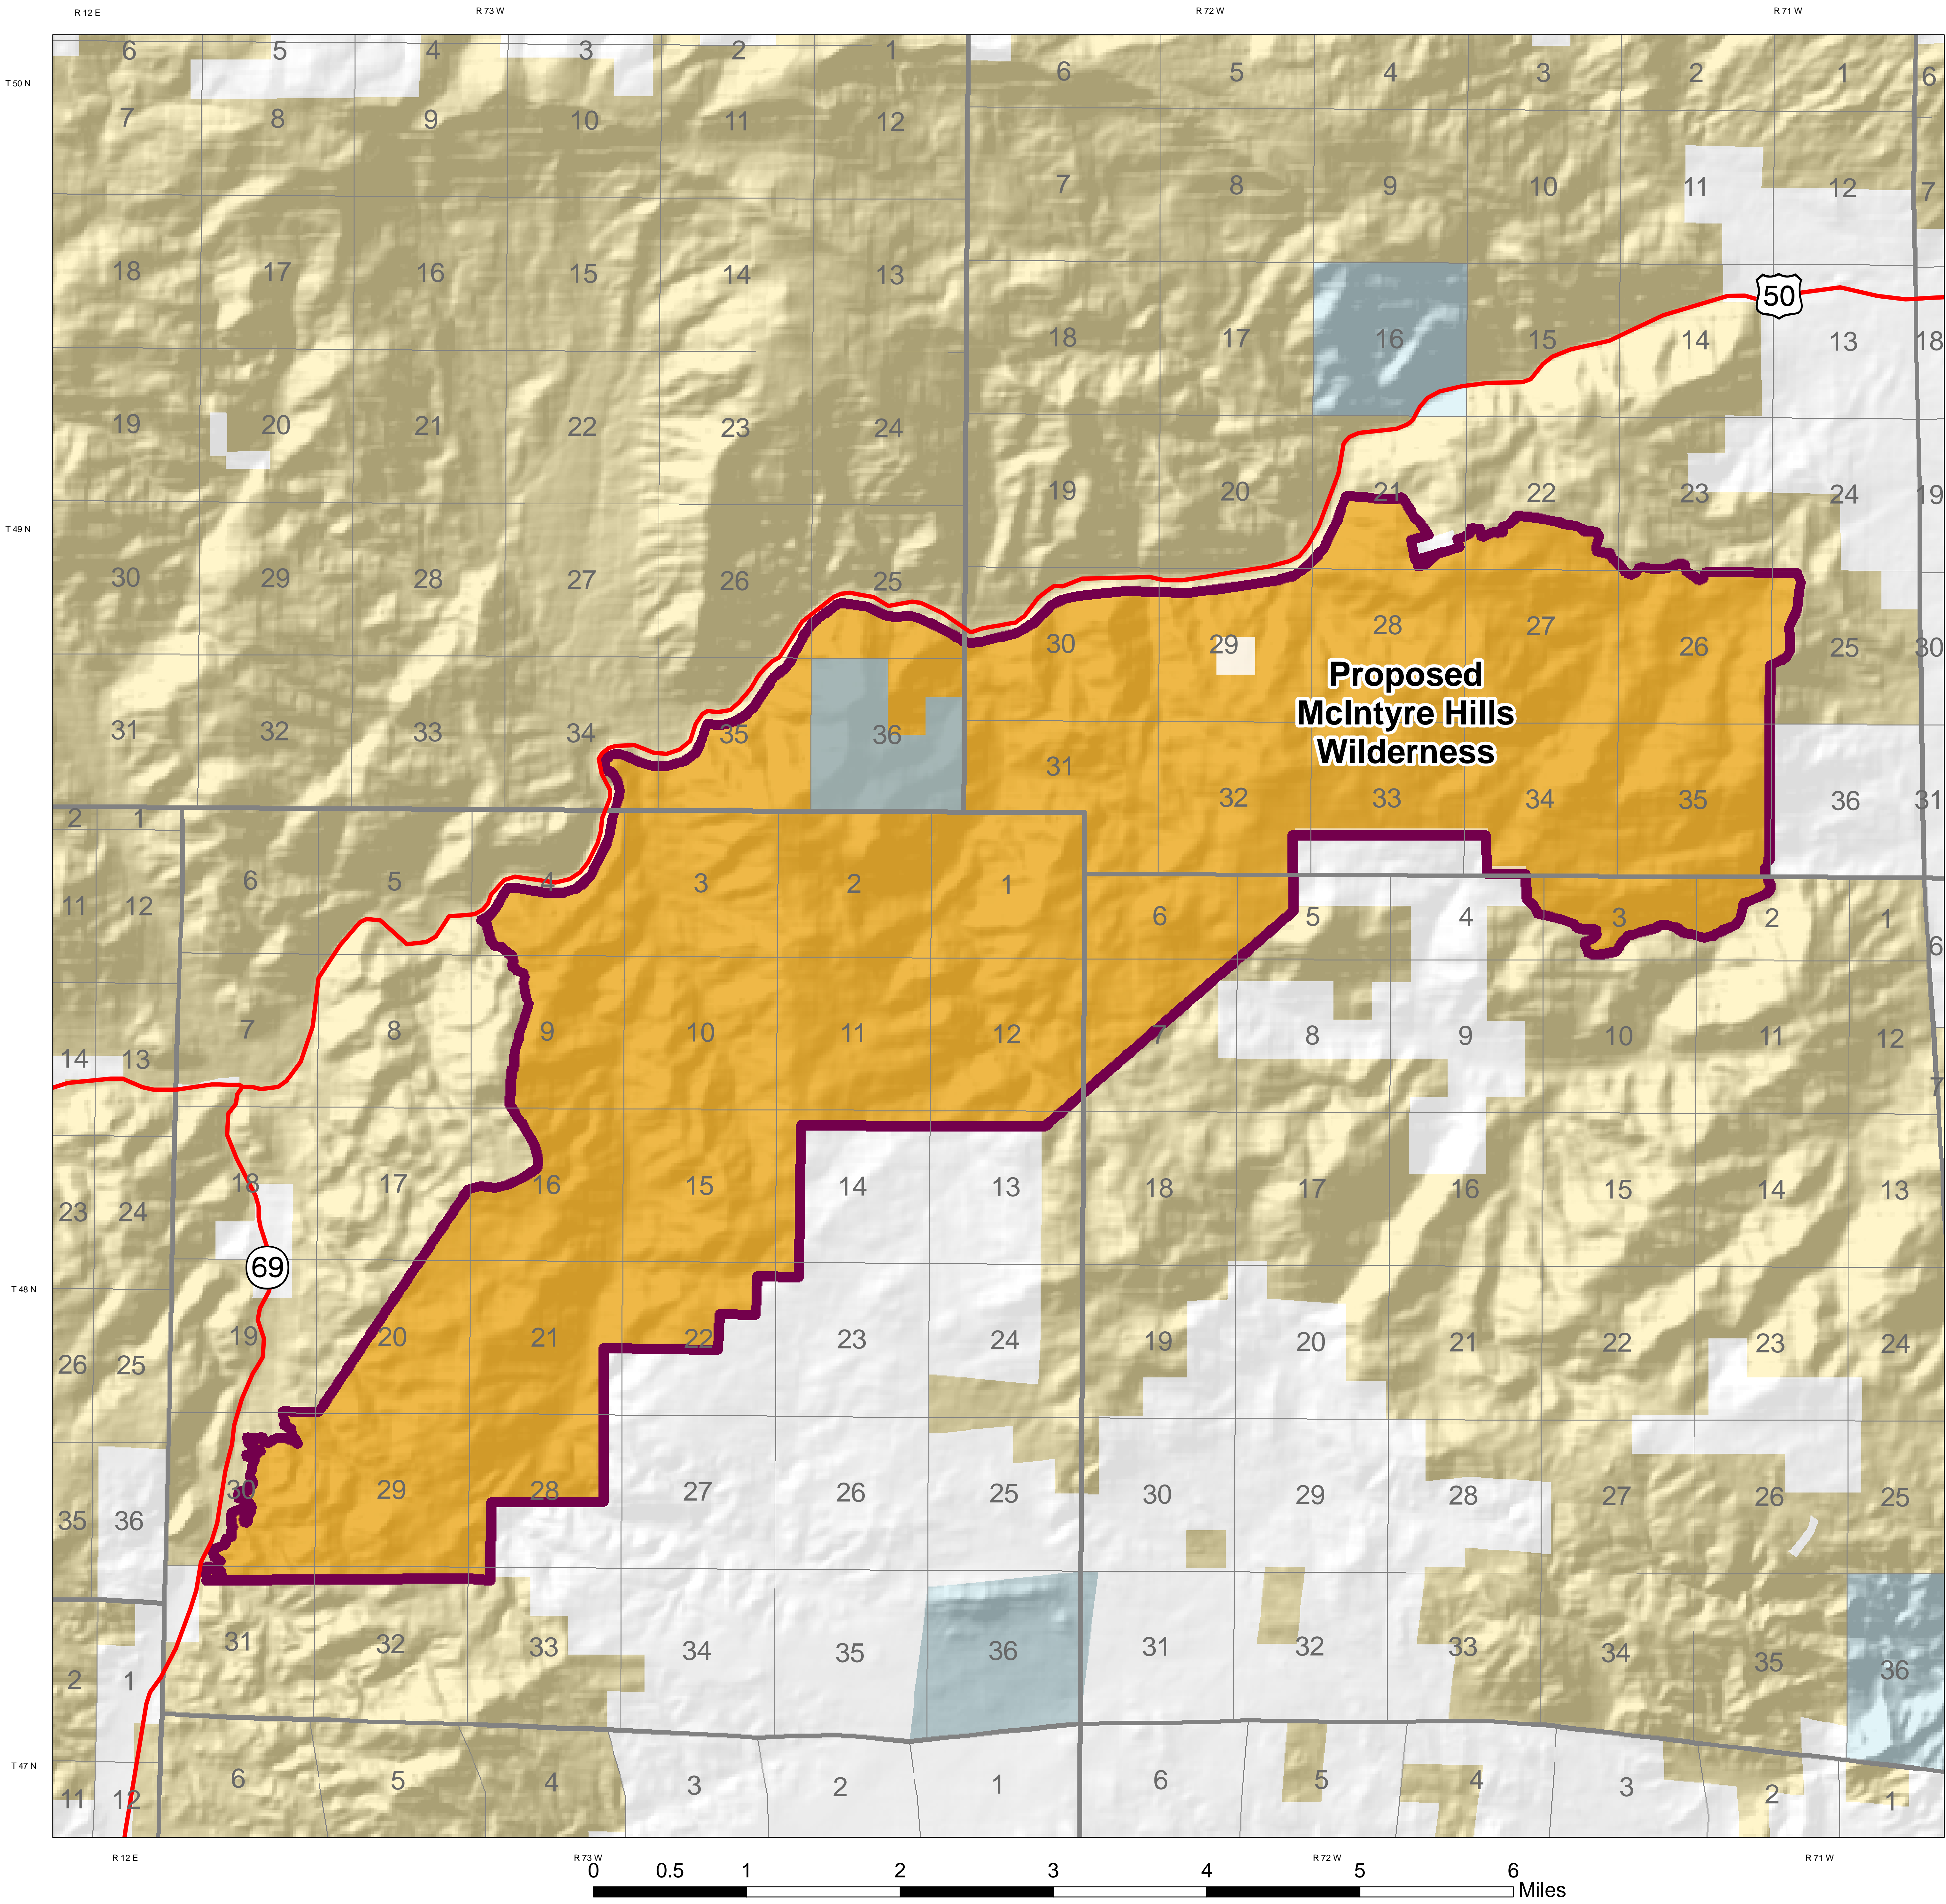 R 12 E R 73 W R 72 W R 71 W
6 5 4 3 2 1 6 5 4 3 2 1 6
T 50 N
7 8 9 10 11 12 7 8 9 10 11 12 7
18 17 16 15 14 13
50
18 17 16 15 14 13 18
19 20 21 22 23 24
19 20 21 22 23 24 19
T 49 N
30 29 28 27 26 25
30 29 28 27 26 25 30
Proposed
McIntyre Hills
Wilderness
31 32 33 34 35 36
31 32 33 34 35 36 31
2 1
6 5 4 3 2 1
11 12
6 5 4 3 2 1 6
7 8 9 10 11 12
14 13
7 8 9 10 11 12 7
18 17 16 15 14 13
23 24
18 17 16 15 14 13
69
T 48 N
19 20 21 22 23 24
26 25
19 20 21 22 23 24
30 29 28 27 26 25
35 36
30 29 28 27 26 25
31 32 33 34 35 36
31 32 33 34 35 36
2 1
T 47 N
6 5 4 3 2 1
6 5 4 3 2 1
11 12
R 12 E R 73 W R 72 W R 71 W
0 0.5 1 2 3 4 5 6
Miles